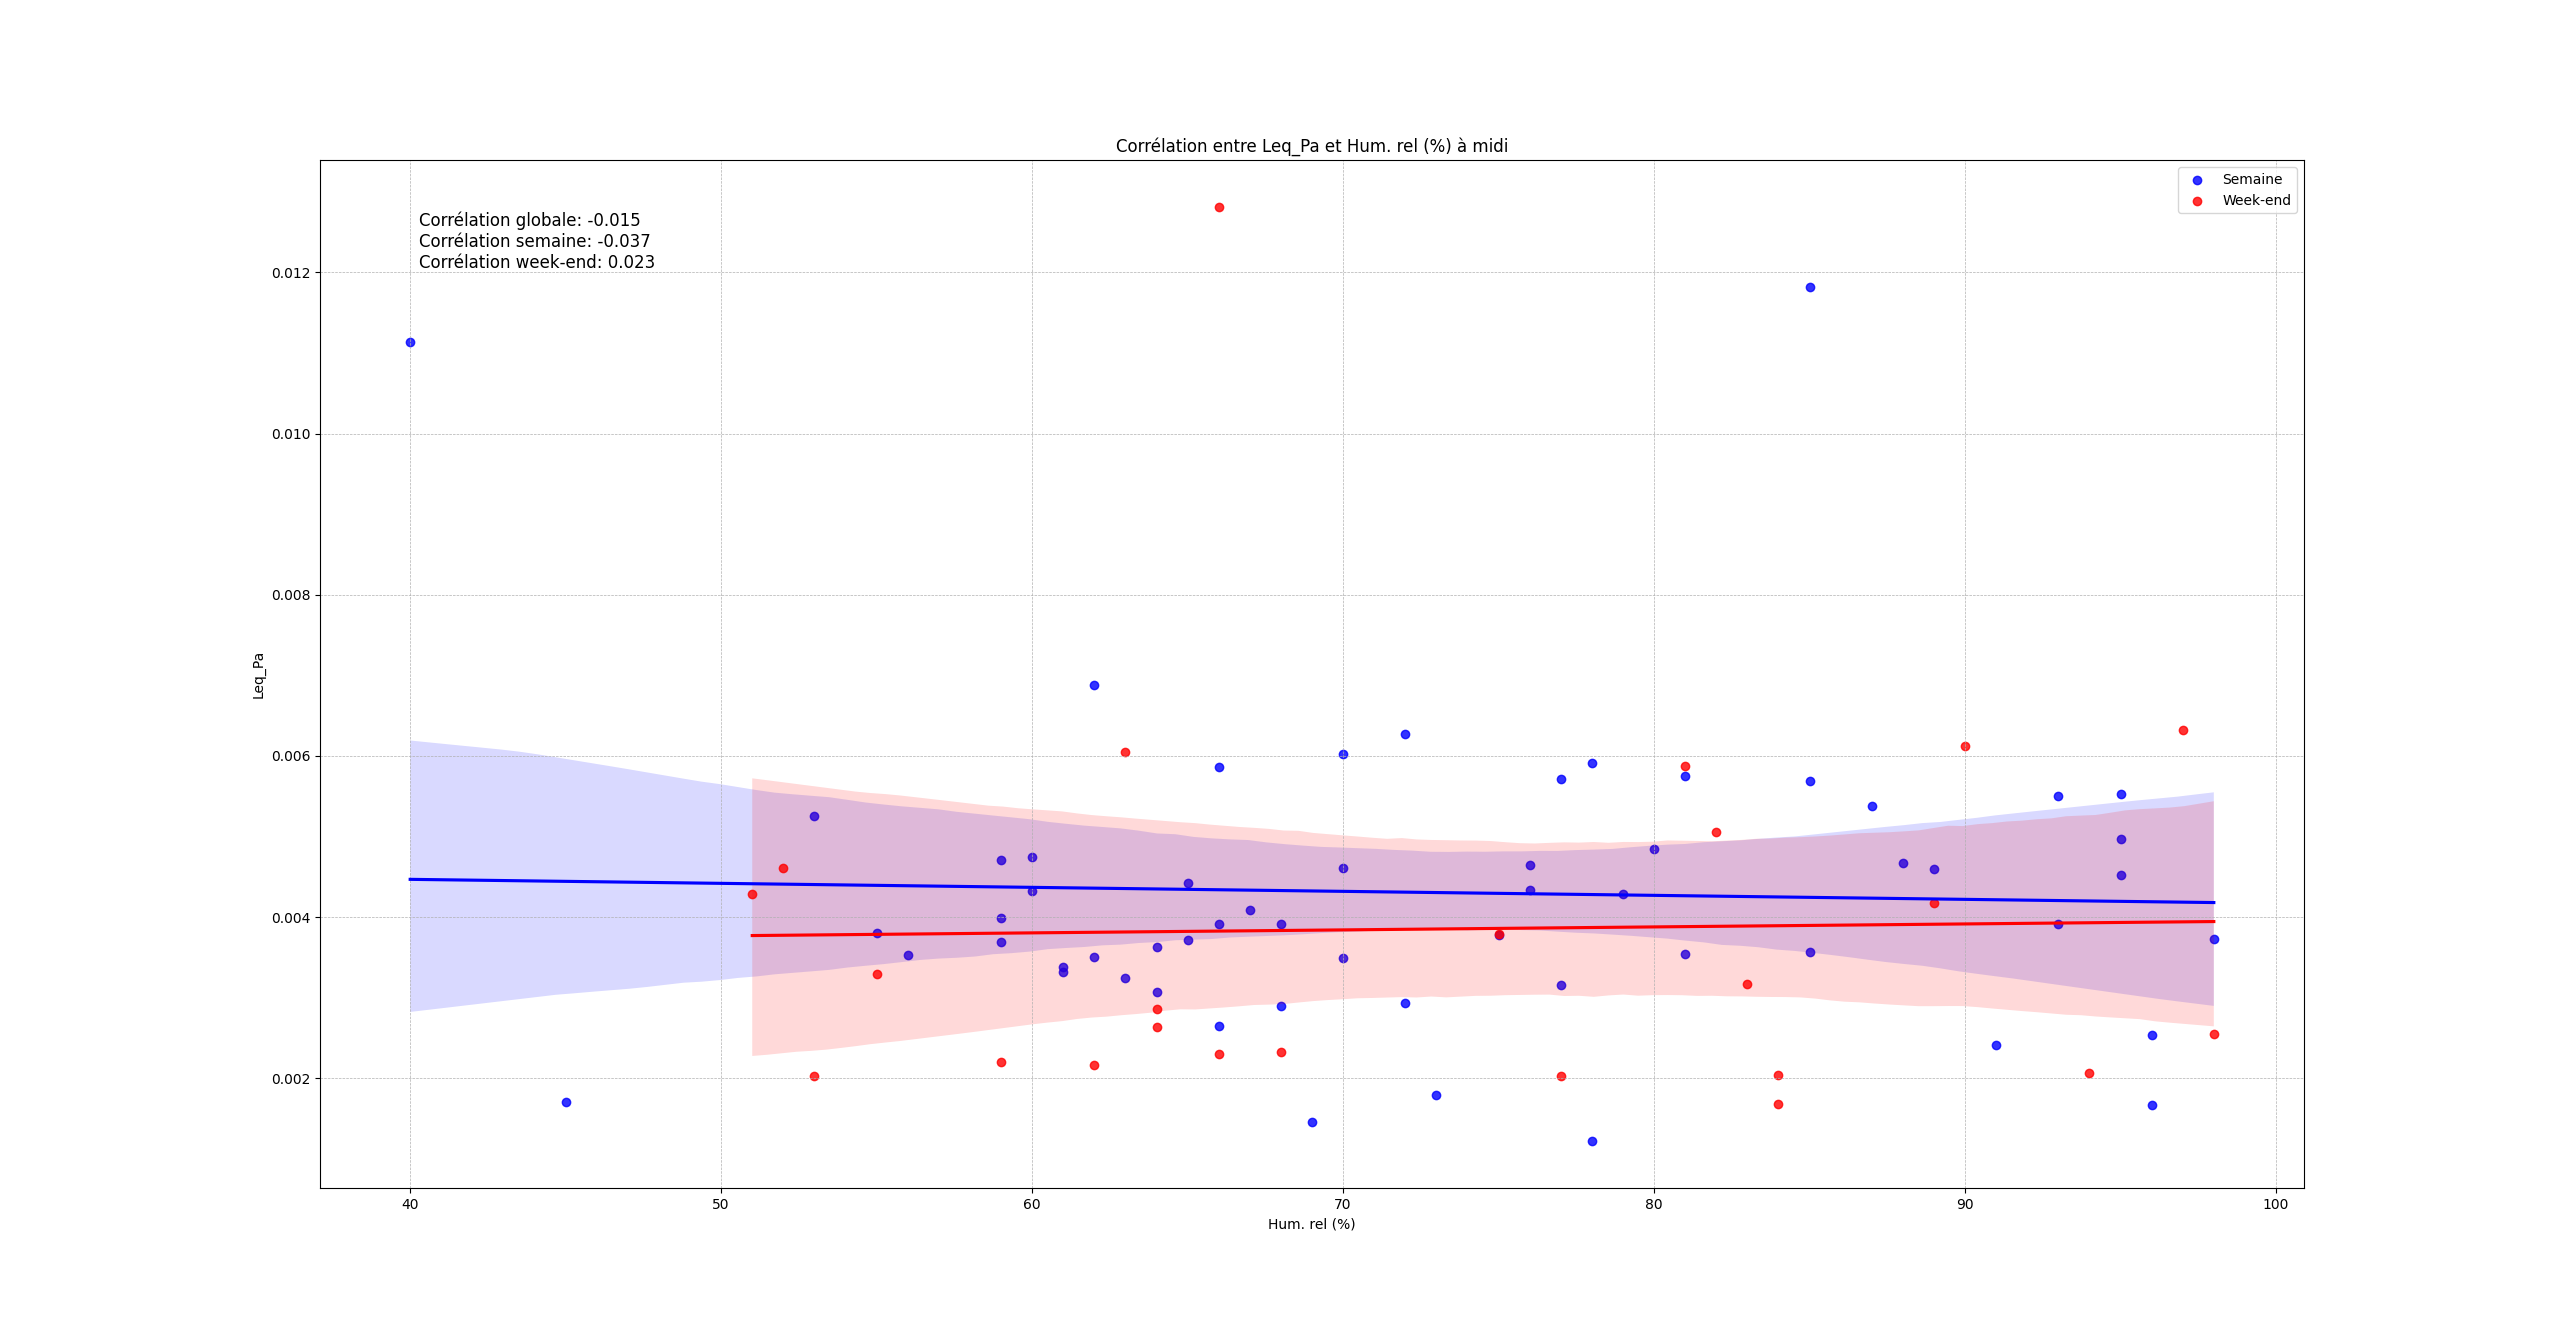 Corrélation entre Leq_Pa et Hum. rel (%) à midi
Semaine
Week-end
Corrélation globale: -0.015
Corrélation semaine: -0.037
Corrélation week-end: 0.023
0.012
0.010
0.008
0.006
0.004
0.002
Leq_Pa
40 50 60 70 80 90 100
Hum. rel (%)